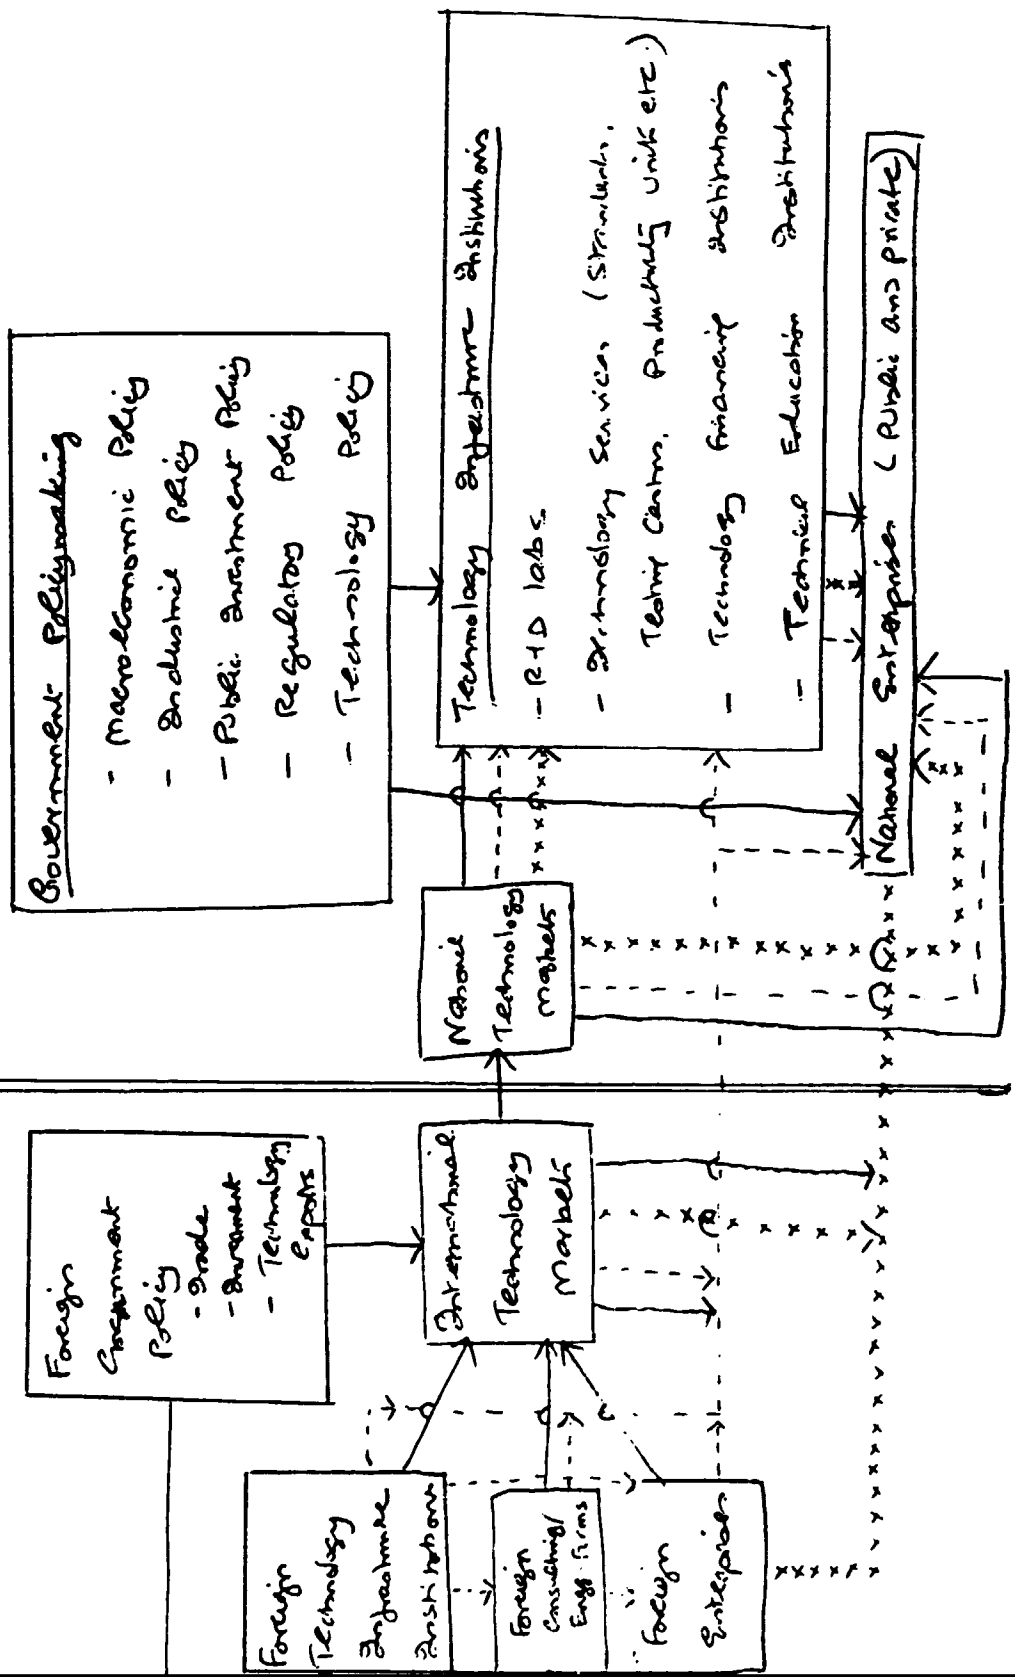 Government Policymaking
- Macroeconomic Policy
- Industrial Policy
- Public Investment Policy
- Regulatory Policy
- Technology Policy
Technology Infrastructure Institutions
- R+D labs
- Technology Services (Standards,
Testing Centers, Productivity Units etc.)
- Technology Financing Institutions
- Technical Education Institutions
National Enterprises (Public and private)
National
Technology
Markets
Foreign
Government
Policy
- Trade
- Investment
- Technology
exports
International
Technology
Markets
Foreign
Technology
Infrastructure
Institutions
Foreign
Consulting/
Engg. Firms
Foreign
Enterprises